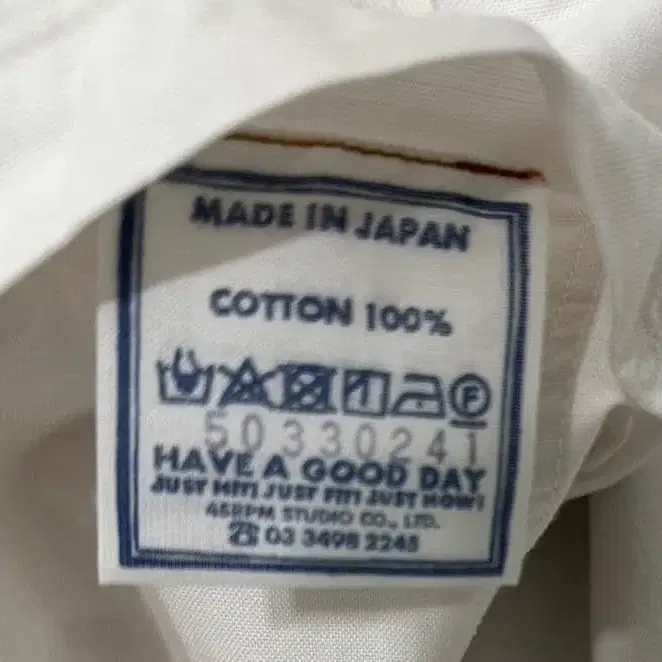 MADE IN JAPAN
COTTON 100%
F
50330241
HAVE A GOOD DAY
JUST HIT! JUST FIT! JUST NOW!
45RPM STUDIO CO., LTD.
☎ 03 3498 2245